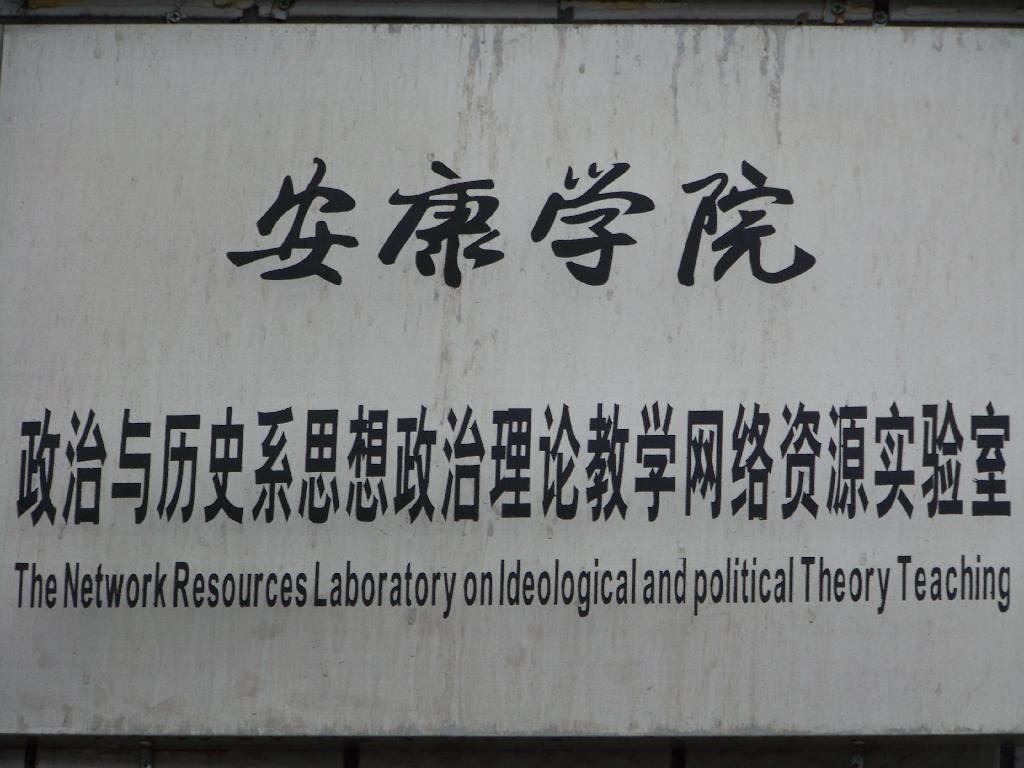 安康学院
政治与历史系思想政治理论教学网络资源实验室
The Network Resources Laboratory on Ideological and political Theory Teaching